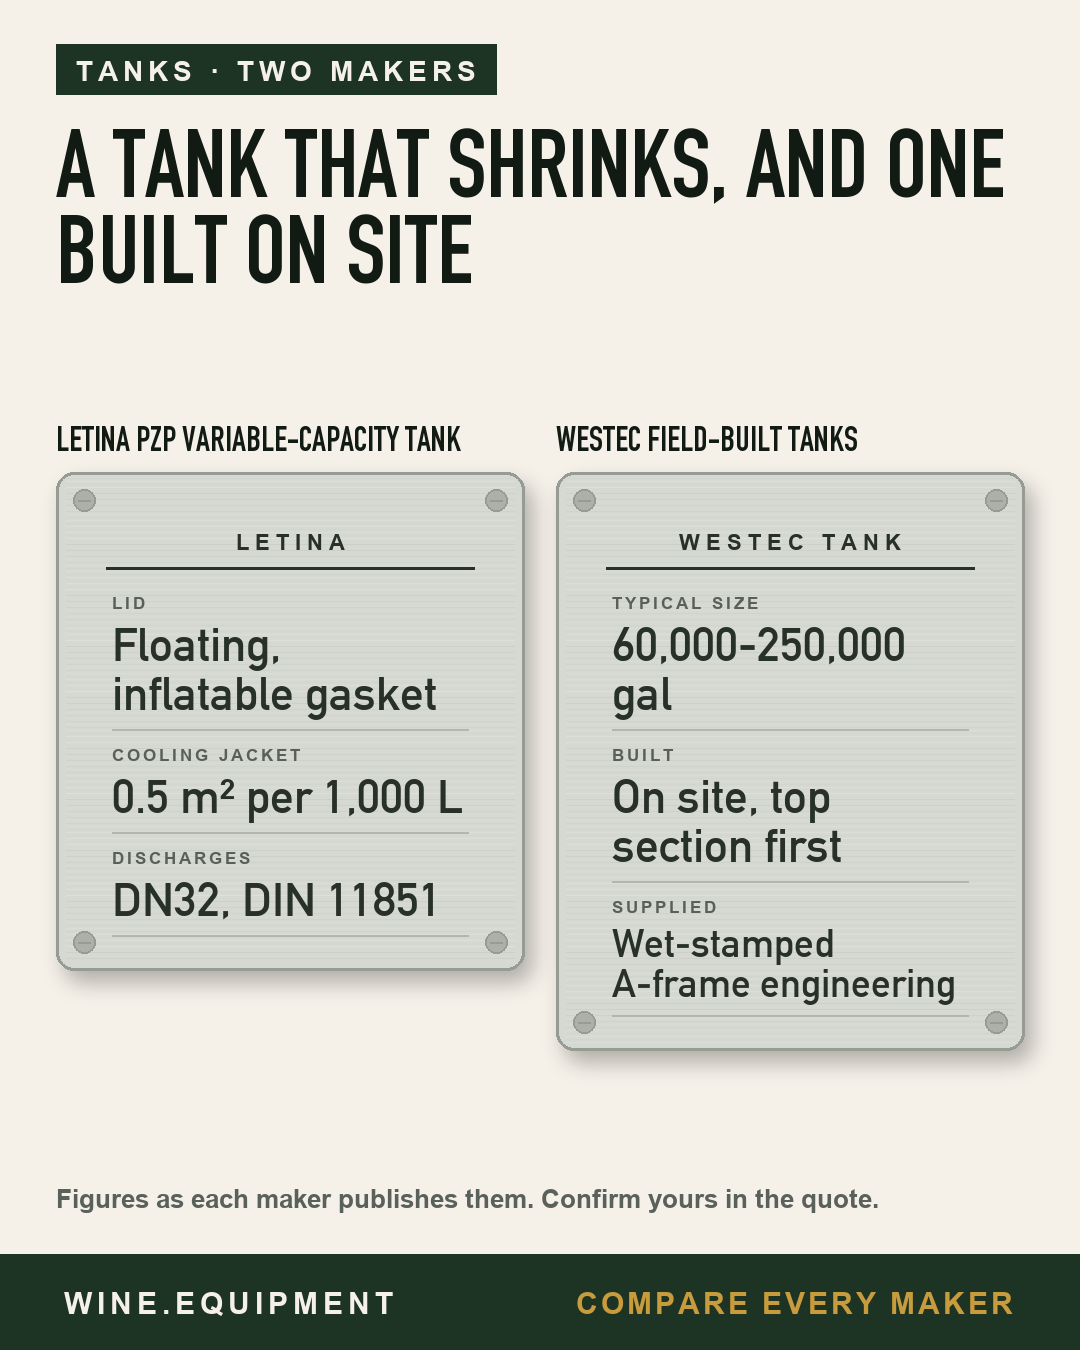 TANKS · TWO MAKERS
A TANK THAT SHRINKS, AND ONE
BUILT ON SITE
LETINA PZP VARIABLE-CAPACITY TANK
LETINA
LID
Floating,
inflatable gasket
COOLING JACKET
0.5 m² per 1,000 L
DISCHARGES
DN32, DIN 11851
WESTEC FIELD-BUILT TANKS
WESTEC TANK
TYPICAL SIZE
60,000-250,000
gal
BUILT
On site, top
section first
SUPPLIED
Wet-stamped
A-frame engineering
Figures as each maker publishes them. Confirm yours in the quote.
WINE.EQUIPMENT
COMPARE EVERY MAKER